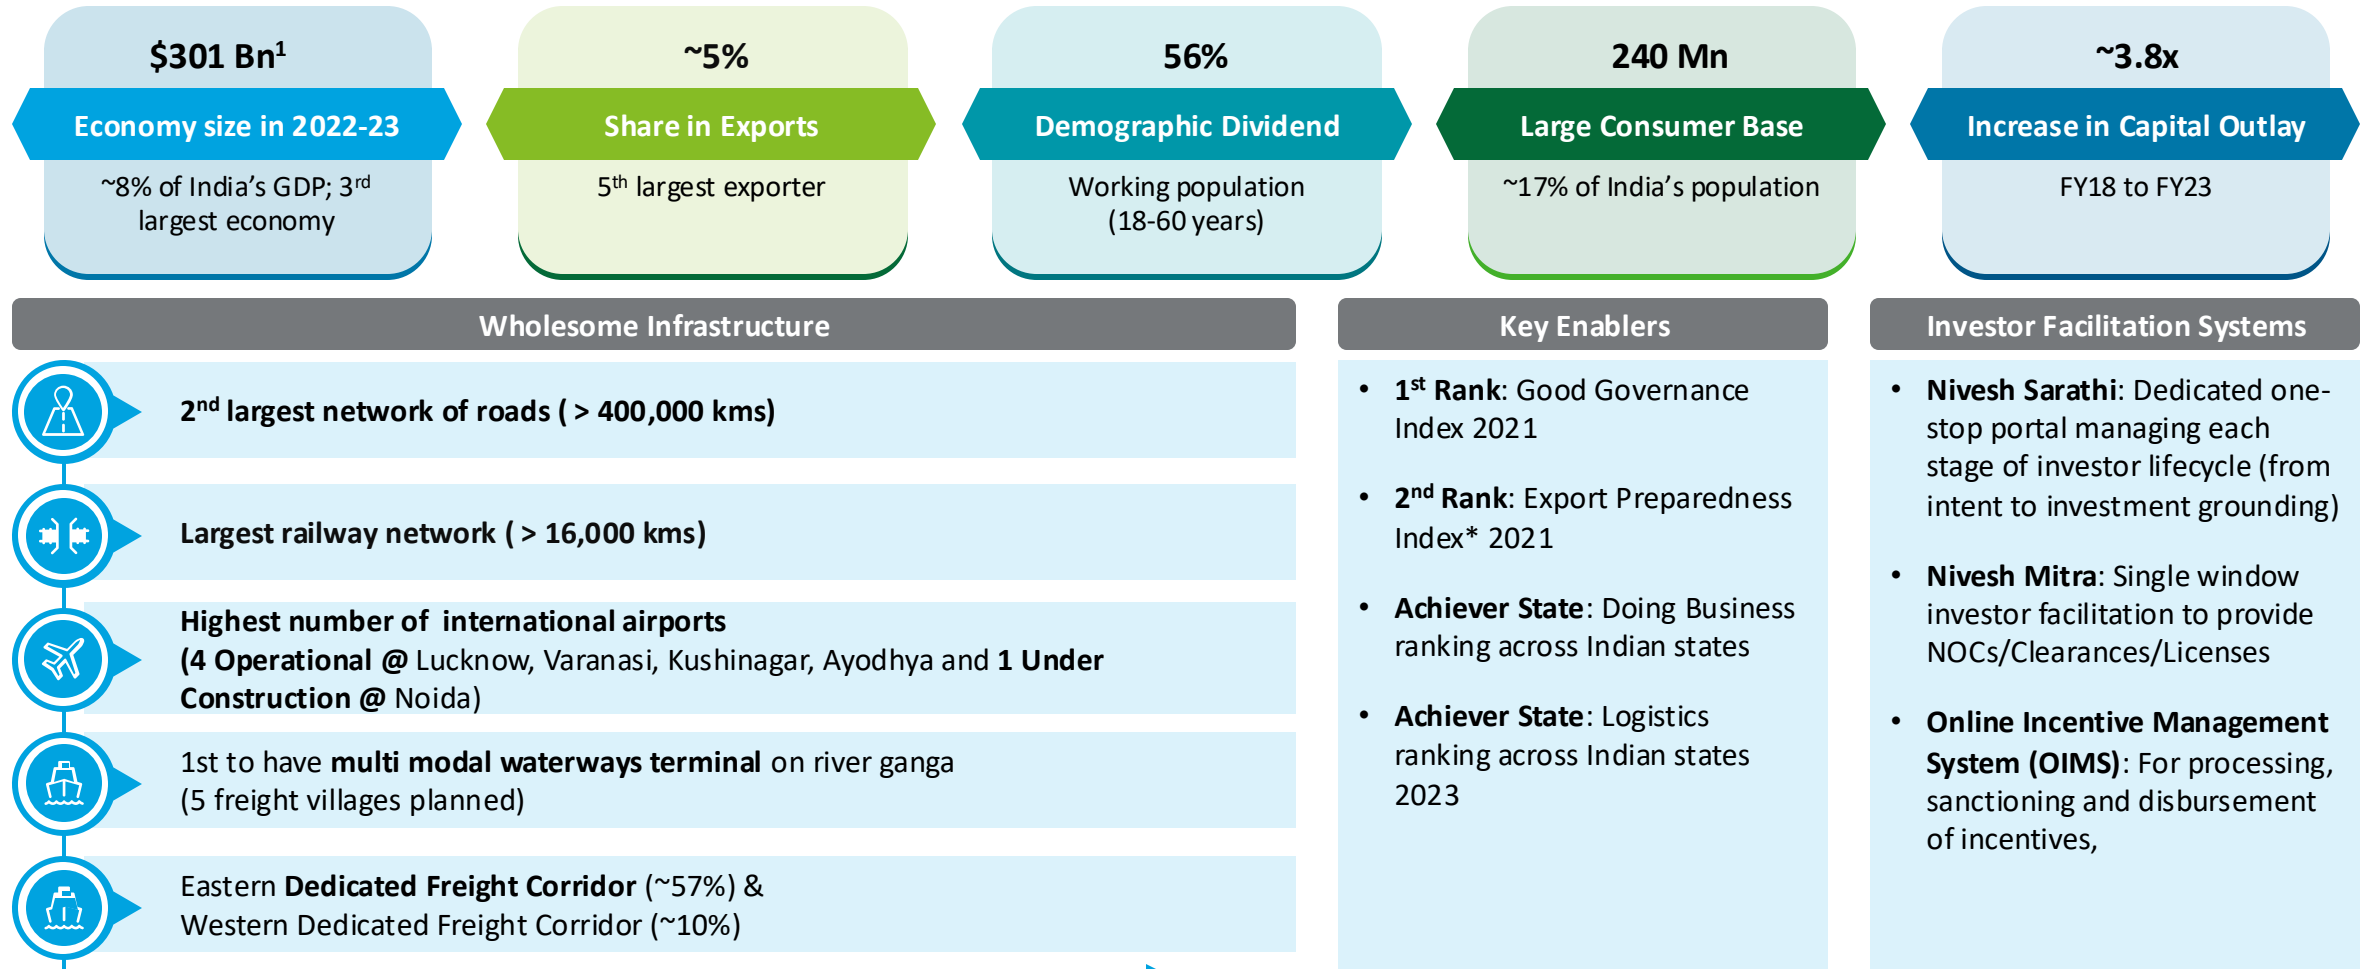 $301 Bn¹
Economy size in 2022-23
~8% of India’s GDP; 3rd
largest economy
~5%
Share in Exports
5th largest exporter
56%
Demographic Dividend
Working population
(18-60 years)
240 Mn
Large Consumer Base
~17% of India’s population
~3.8x
Increase in Capital Outlay
FY18 to FY23
Wholesome Infrastructure
2nd largest network of roads ( > 400,000 kms)
Largest railway network ( > 16,000 kms)
Highest number of international airports
(4 Operational @ Lucknow, Varanasi, Kushinagar, Ayodhya and 1 Under
Construction @ Noida)
1st to have multi modal waterways terminal on river ganga
(5 freight villages planned)
Eastern Dedicated Freight Corridor (~57%) &
Western Dedicated Freight Corridor (~10%)
Key Enablers
• 1st Rank: Good Governance
Index 2021
• 2nd Rank: Export Preparedness
Index* 2021
• Achiever State: Doing Business
ranking across Indian states
• Achiever State: Logistics
ranking across Indian states
2023
Investor Facilitation Systems
• Nivesh Sarathi: Dedicated one-
stop portal managing each
stage of investor lifecycle (from
intent to investment grounding)
• Nivesh Mitra: Single window
investor facilitation to provide
NOCs/Clearances/Licenses
• Online Incentive Management
System (OIMS): For processing,
sanctioning and disbursement
of incentives,